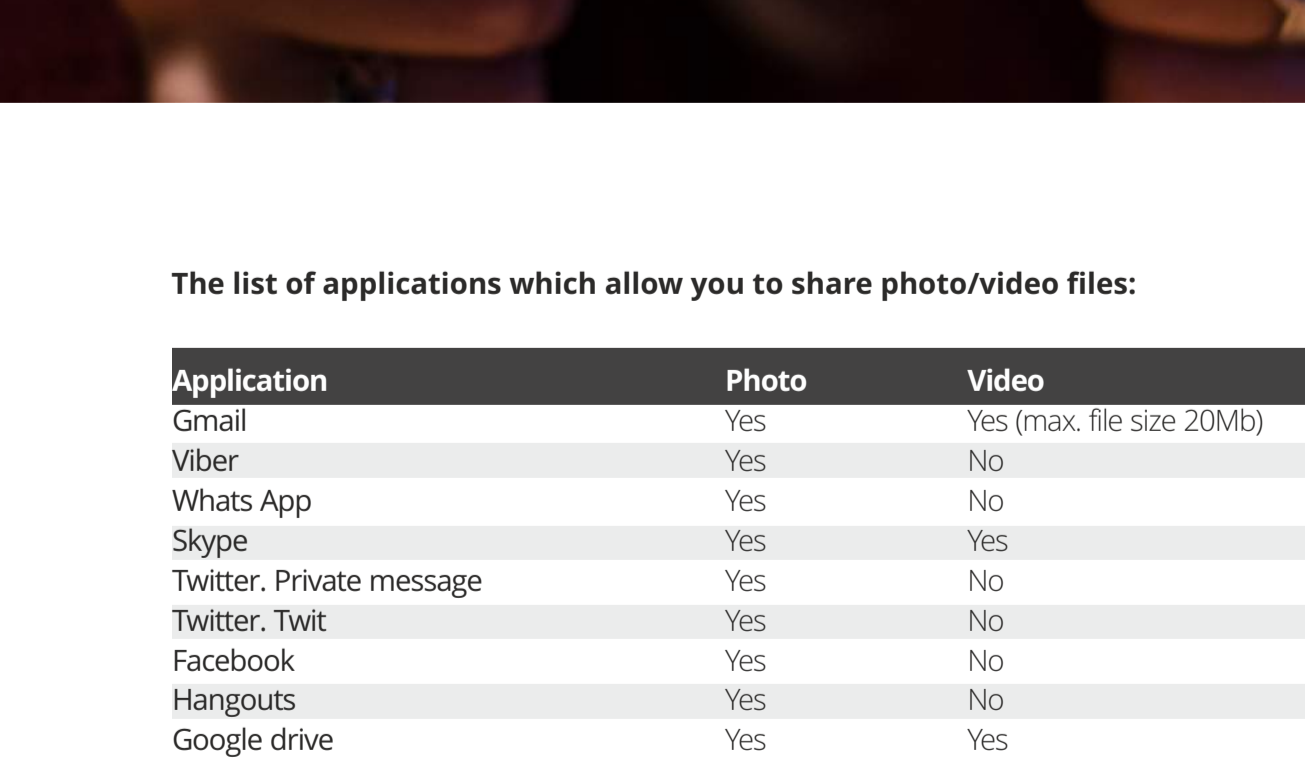 The list of applications which allow you to share photo/video files:
Application Photo Video
Gmail Yes Yes (max. file size 20Mb)
Viber Yes No
Whats App Yes No
Skype Yes Yes
Twitter. Private message Yes No
Twitter. Twit Yes No
Facebook Yes No
Hangouts Yes No
Google drive Yes Yes